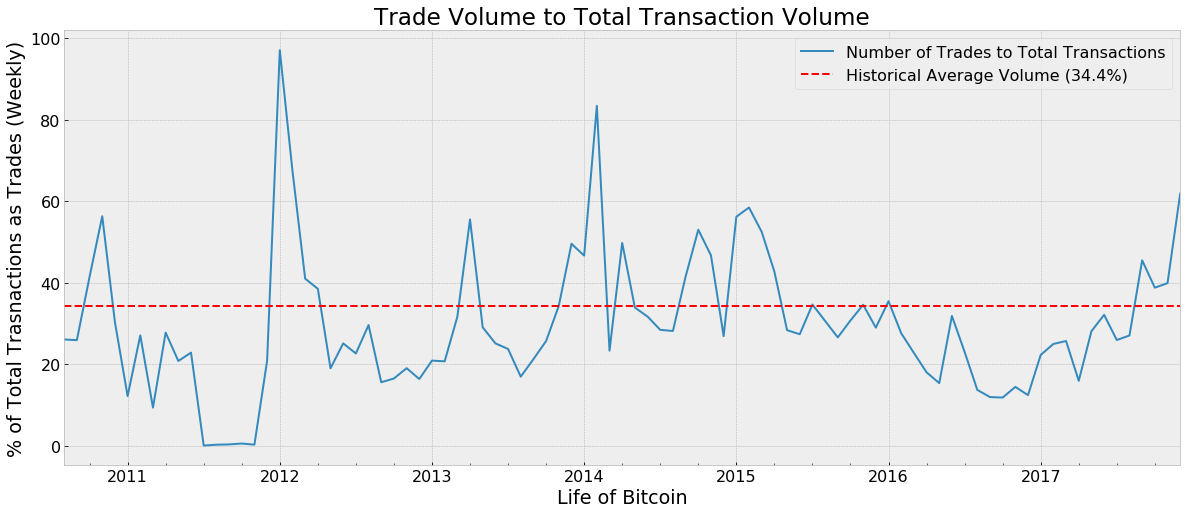 Trade Volume to Total Transaction Volume
Number of Trades to Total Transactions
Historical Average Volume (34.4%)
% of Total Trasnactions as Trades (Weekly)
100
80
60
40
20
0
2011 2012 2013 2014 2015 2016 2017
Life of Bitcoin